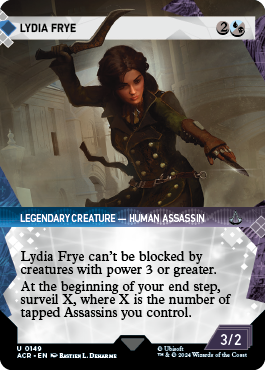 LYDIA FRYE
2
LEGENDARY CREATURE — HUMAN ASSASSIN
Lydia Frye can't be blocked by
creatures with power 3 or greater.
At the beginning of your end step,
surveil X, where X is the number of
tapped Assassins you control.
3/2
U 0149
ACR • EN BASTIEN L. DEHARME
© Ubisoft
™ & © 2024 Wizards of the Coast